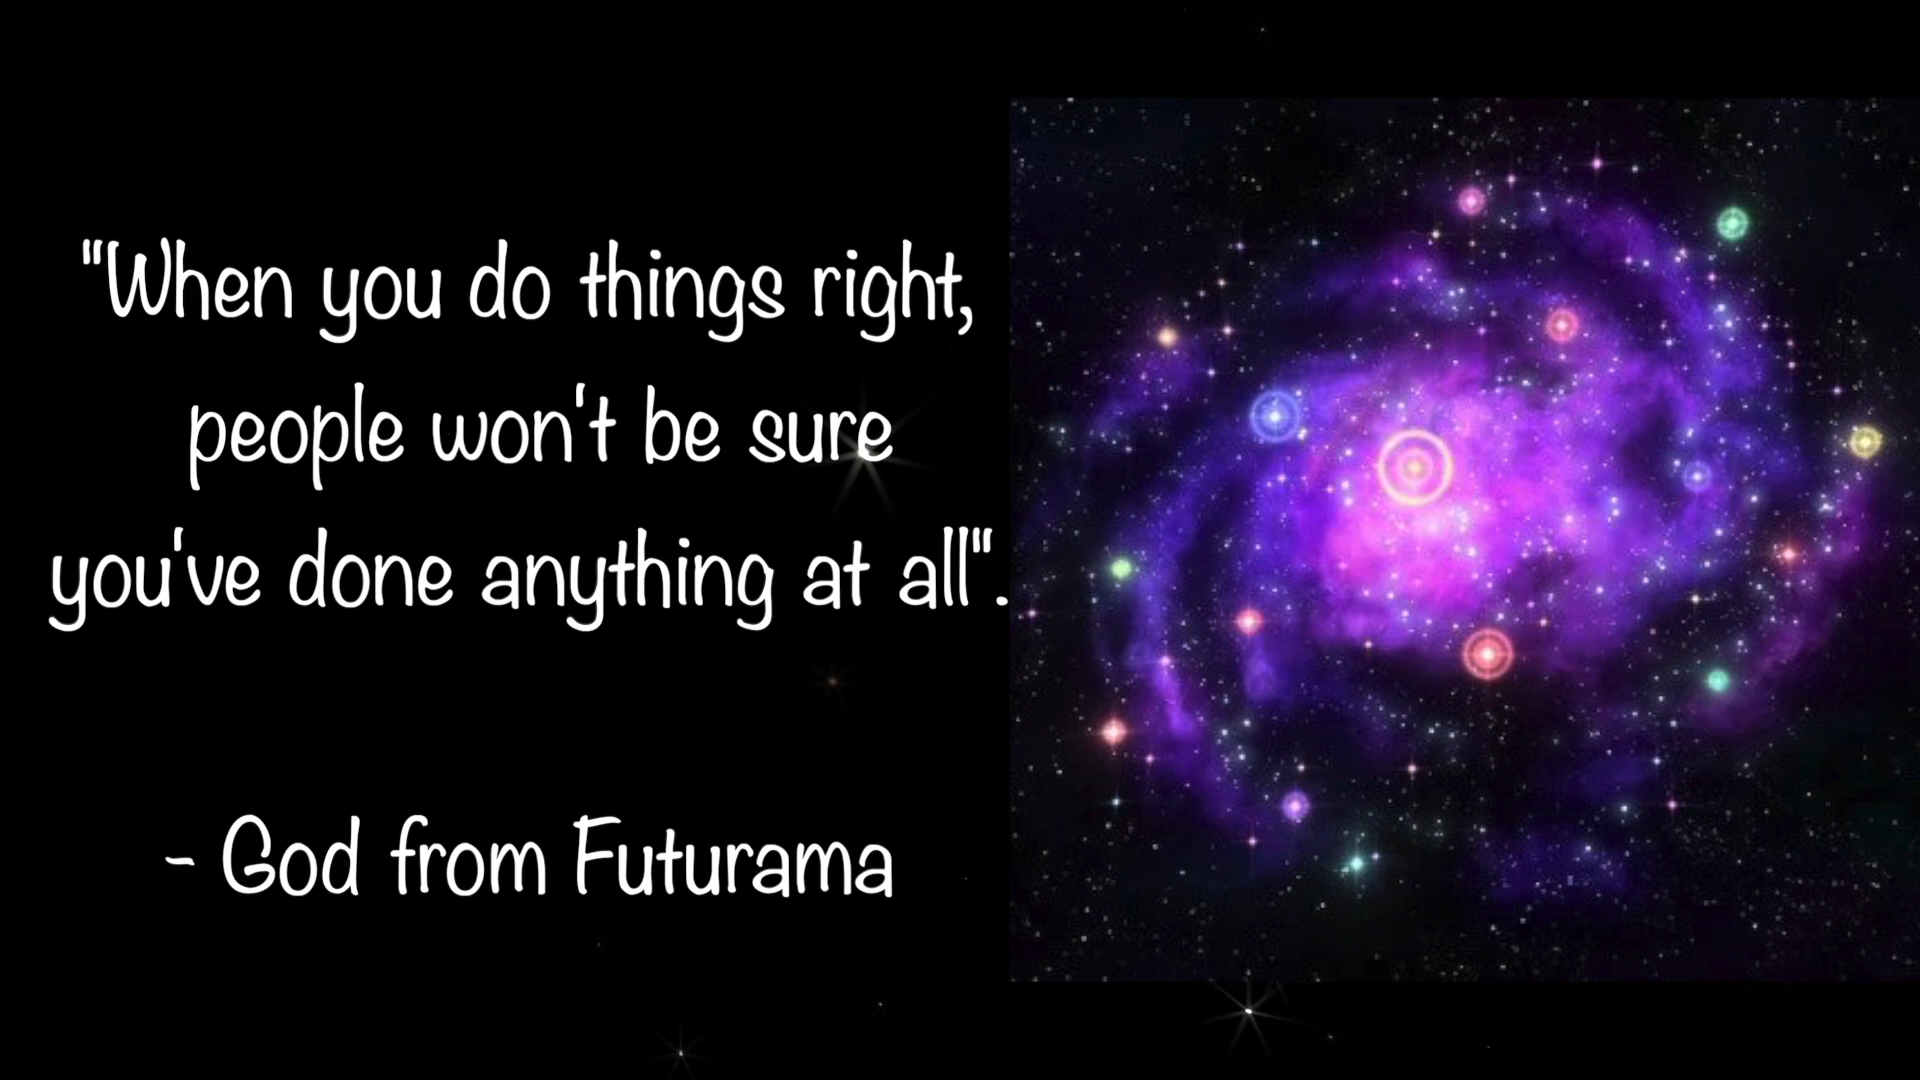 "When you do things right,
people won't be sure
you've done anything at all".
- God from Futurama